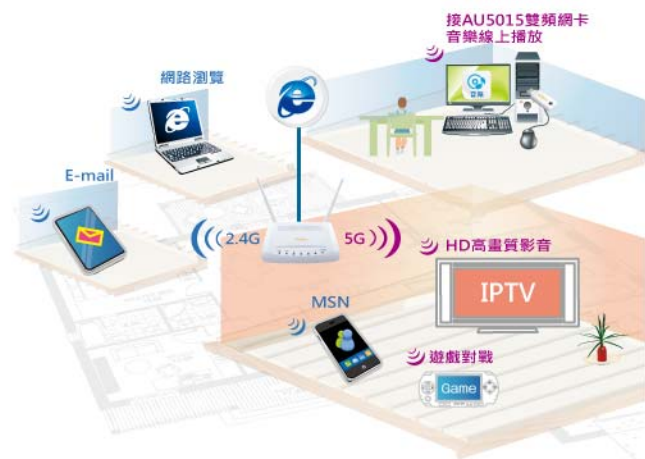 接AU5015雙頻網卡
音樂線上播放
網路瀏覽
音樂
E-mail
2.4G
5G
HD高畫質影音
IPTV
MSN
遊戲對戰
Game